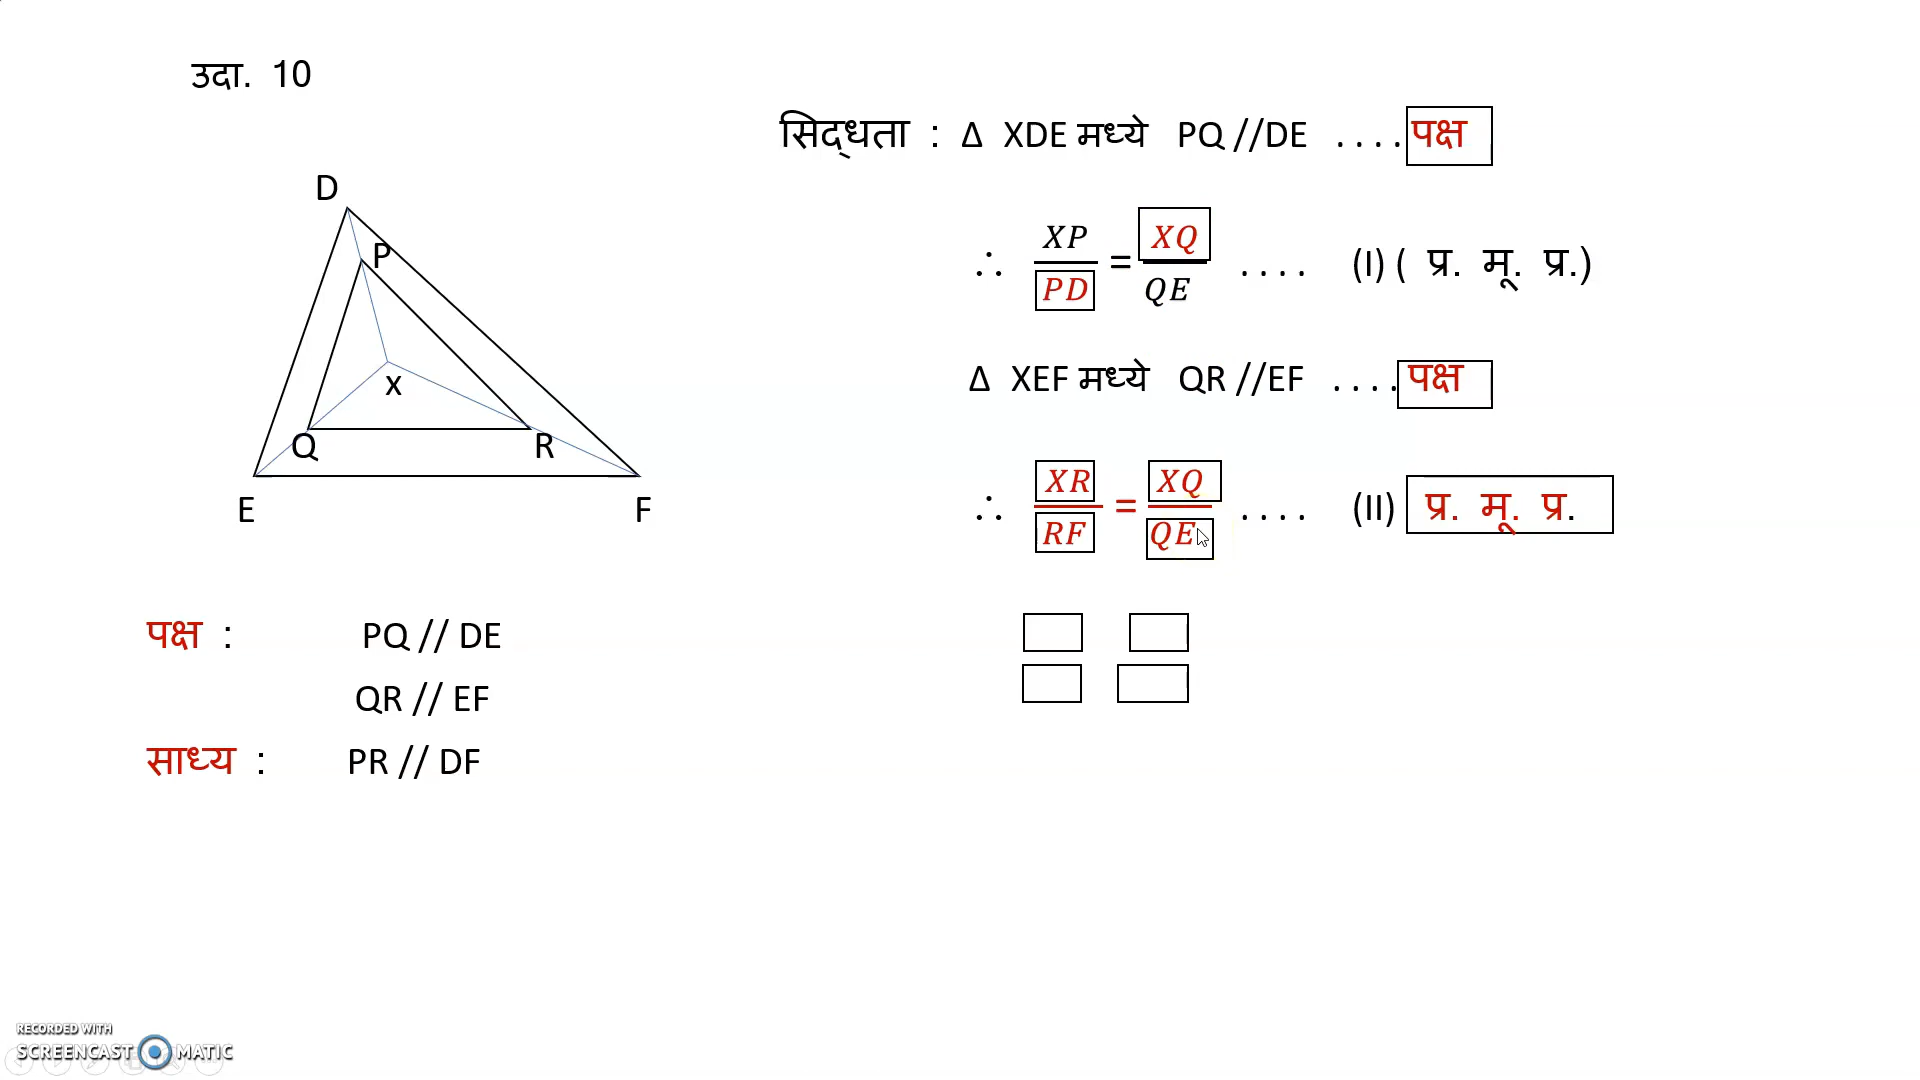 उदा. 10
सिद्धता : Δ XDE मध्ये PQ //DE . . . . पक्ष
∴ XP/PD = XQ/QE . . . . (I) ( प्र. मू. प्र.)
Δ XEF मध्ये QR //EF . . . . पक्ष
∴ XR/RF = XQ/QE . . . . (II) प्र. मू. प्र.
D
P
x
Q
R
E
F
पक्ष : PQ // DE
QR // EF
साध्य : PR // DF
RECORDED WITH
SCREENCAST MATIC